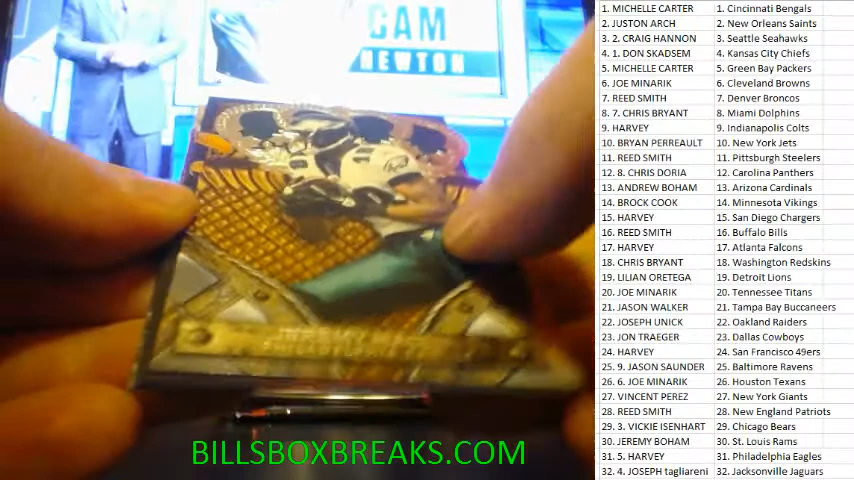 CAM
NEWTON
BILLSBOXBREAKS.COM
1. MICHELLE CARTER 1. Cincinnati Bengals
2. JUSTON ARCH 2. New Orleans Saints
3. 2. CRAIG HANNON 3. Seattle Seahawks
4. 1. DON SKADSEM 4. Kansas City Chiefs
5. MICHELLE CARTER 5. Green Bay Packers
6. JOE MINARIK 6. Cleveland Browns
7. REED SMITH 7. Denver Broncos
8. 7. CHRIS BRYANT 8. Miami Dolphins
9. HARVEY 9. Indianapolis Colts
10. BRYAN PERREAULT 10. New York Jets
11. REED SMITH 11. Pittsburgh Steelers
12. 8. CHRIS DORIA 12. Carolina Panthers
13. ANDREW BOHAM 13. Arizona Cardinals
14. BROCK COOK 14. Minnesota Vikings
15. HARVEY 15. San Diego Chargers
16. REED SMITH 16. Buffalo Bills
17. HARVEY 17. Atlanta Falcons
18. CHRIS BRYANT 18. Washington Redskins
19. LILIAN ORETEGA 19. Detroit Lions
20. JOE MINARIK 20. Tennessee Titans
21. JASON WALKER 21. Tampa Bay Buccaneers
22. JOSEPH UNICK 22. Oakland Raiders
23. JON TRAEGER 23. Dallas Cowboys
24. HARVEY 24. San Francisco 49ers
25. 9. JASON SAUNDER 25. Baltimore Ravens
26. 6. JOE MINARIK 26. Houston Texans
27. VINCENT PEREZ 27. New York Giants
28. REED SMITH 28. New England Patriots
29. 3. VICKIE ISENHART 29. Chicago Bears
30. JEREMY BOHAM 30. St. Louis Rams
31. 5. HARVEY 31. Philadelphia Eagles
32. 4. JOSEPH tagliareni 32. Jacksonville Jaguars